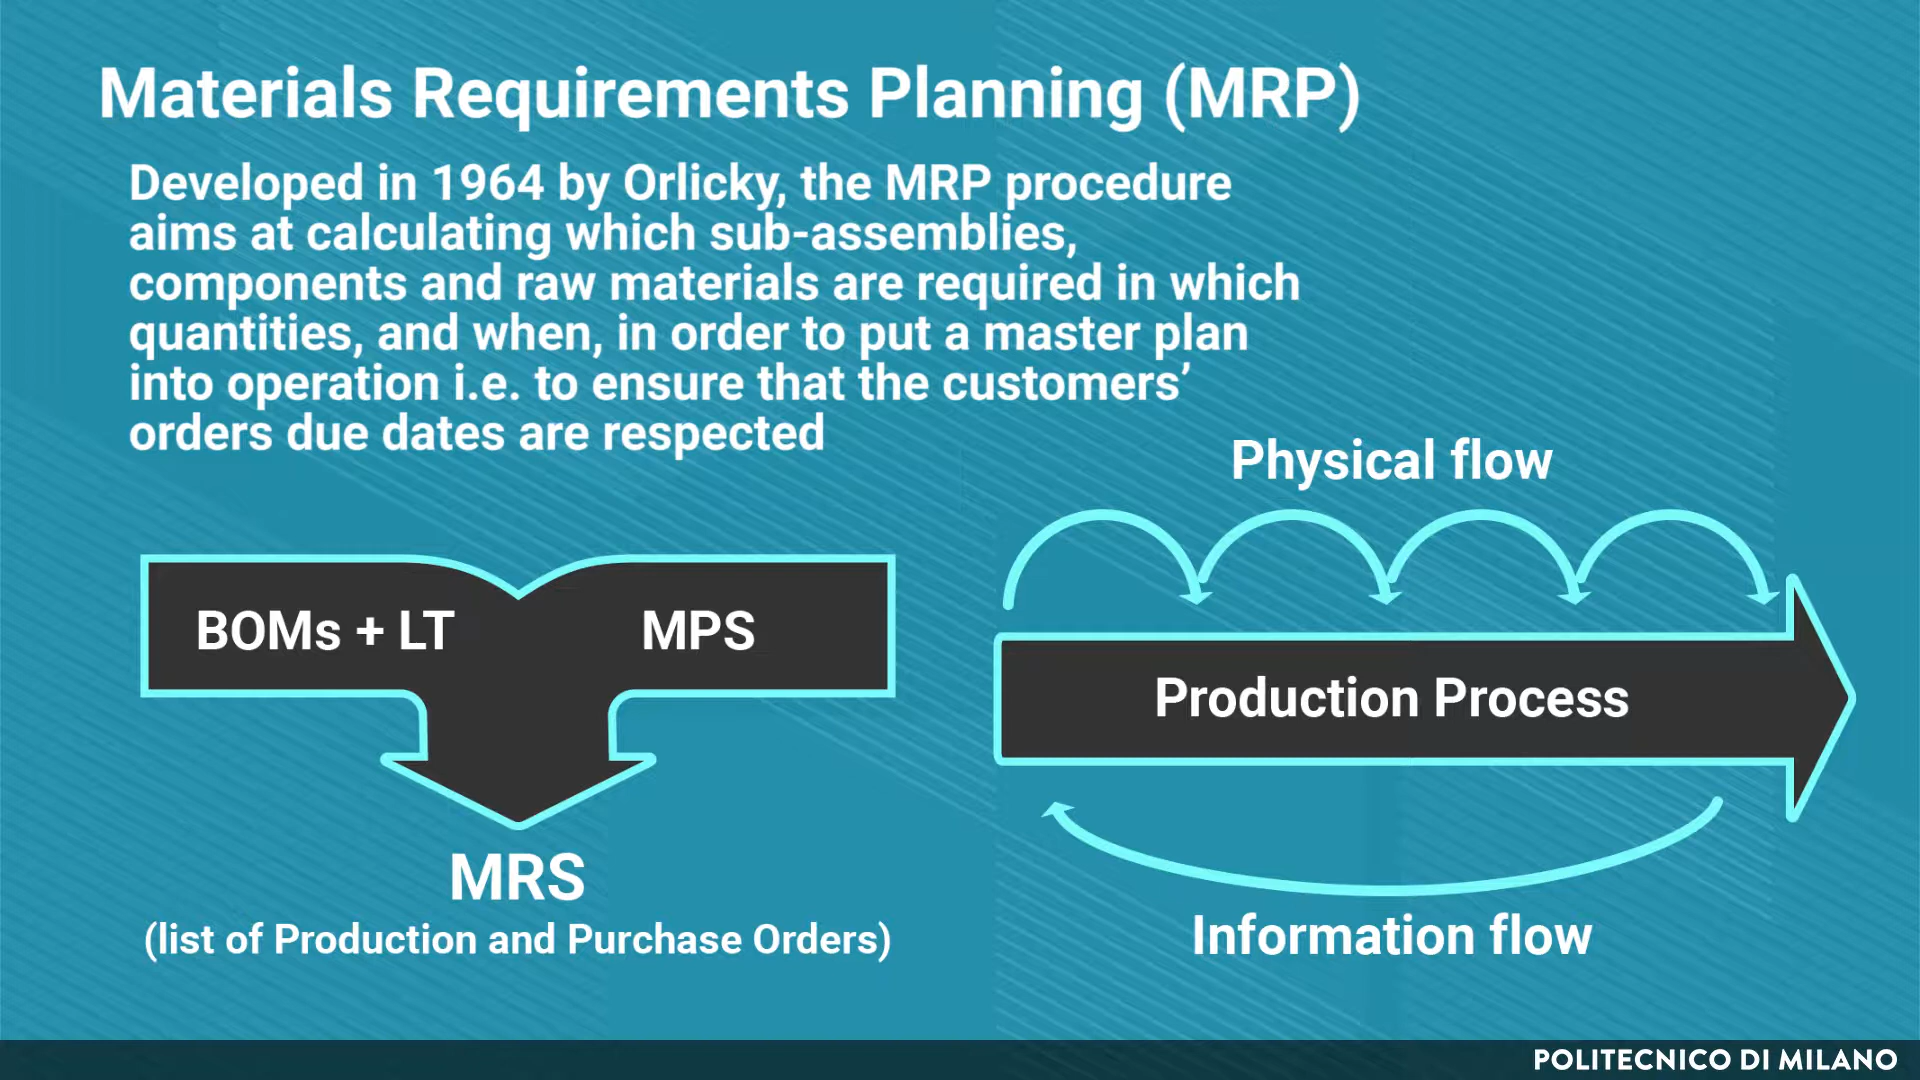 Materials Requirements Planning (MRP)
Developed in 1964 by Orlicky, the MRP procedure
aims at calculating which sub-assemblies,
components and raw materials are required in which
quantities, and when, in order to put a master plan
into operation i.e. to ensure that the customers’
orders due dates are respected
BOMs + LT
MPS
MRS
(list of Production and Purchase Orders)
Physical flow
Production Process
Information flow
POLITECNICO DI MILANO